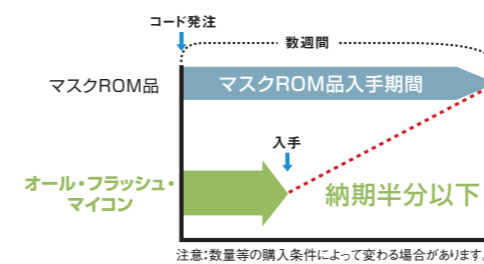 コード発注
数週間
マスクROM品
マスクROM品入手期間
入手
オール・フラッシュ・
マイコン
納期半分以下
注意:数量等の購入条件によって変わる場合があります。